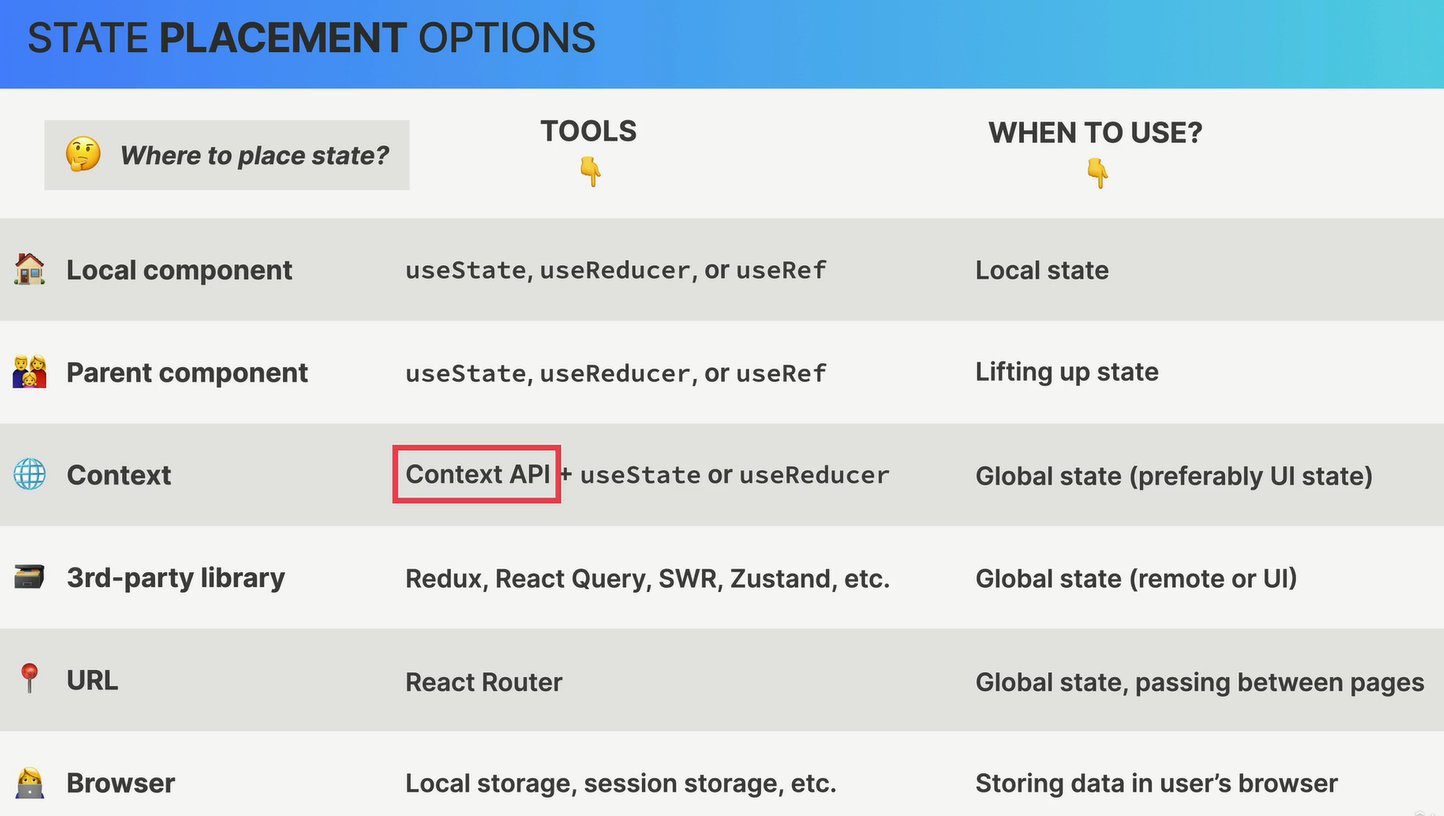 STATE PLACEMENT OPTIONS
Where to place state?
TOOLS
WHEN TO USE?
Local component
useState, useReducer, or useRef
Local state
Parent component
useState, useReducer, or useRef
Lifting up state
Context
Context API + useState or useReducer
Global state (preferably UI state)
3rd-party library
Redux, React Query, SWR, Zustand, etc.
Global state (remote or UI)
URL
React Router
Global state, passing between pages
Browser
Local storage, session storage, etc.
Storing data in user’s browser